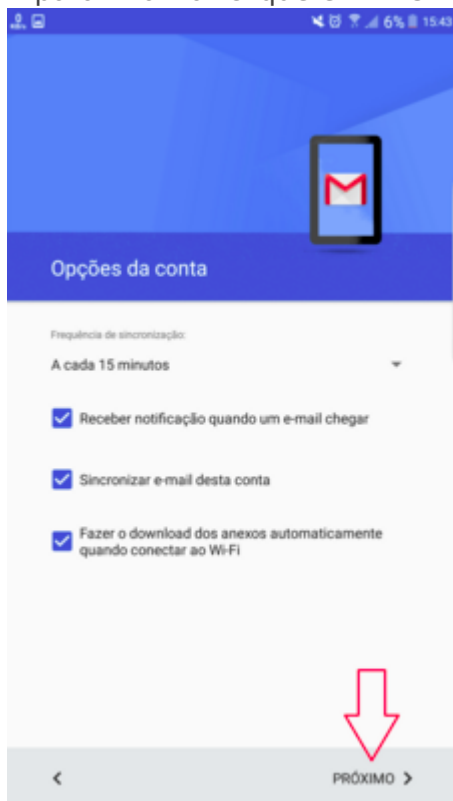 6% 15:43
Opções da conta
Frequência de sincronização:
A cada 15 minutos
Receber notificação quando um e-mail chegar
Sincronizar e-mail desta conta
Fazer o download dos anexos automaticamente
quando conectar ao Wi-Fi
PRÓXIMO